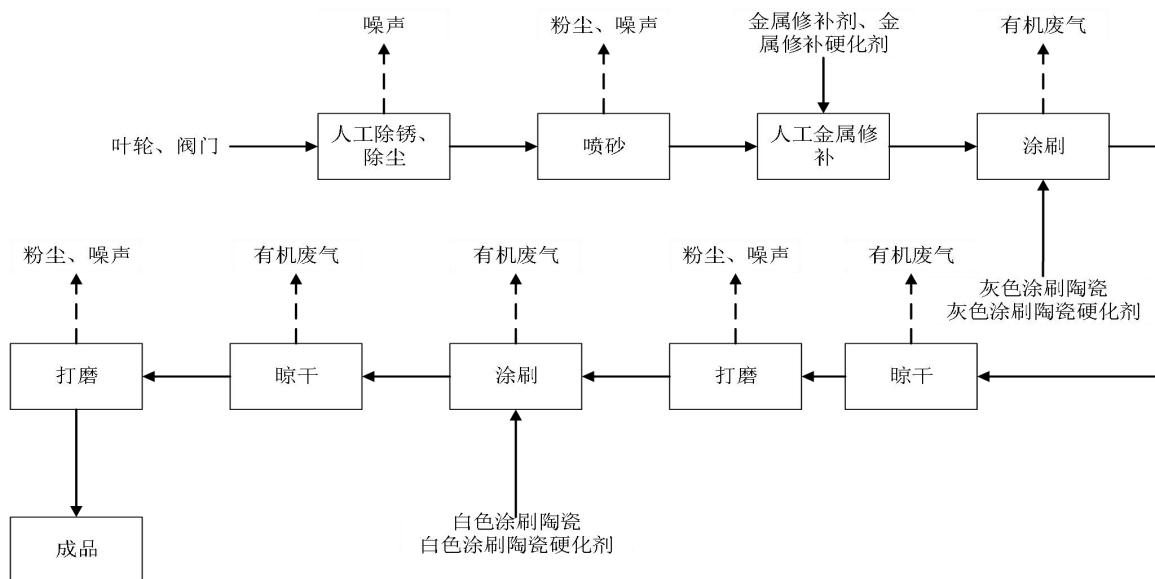 噪声
粉尘、噪声
金属修补剂、金
属修补硬化剂
有机废气
叶轮、阀门
人工除锈、
除尘
喷砂
人工金属修
补
涂刷
粉尘、噪声
有机废气
有机废气
粉尘、噪声
有机废气
灰色涂刷陶瓷
灰色涂刷陶瓷硬化剂
打磨
晾干
涂刷
打磨
晾干
白色涂刷陶瓷
白色涂刷陶瓷硬化剂
成品